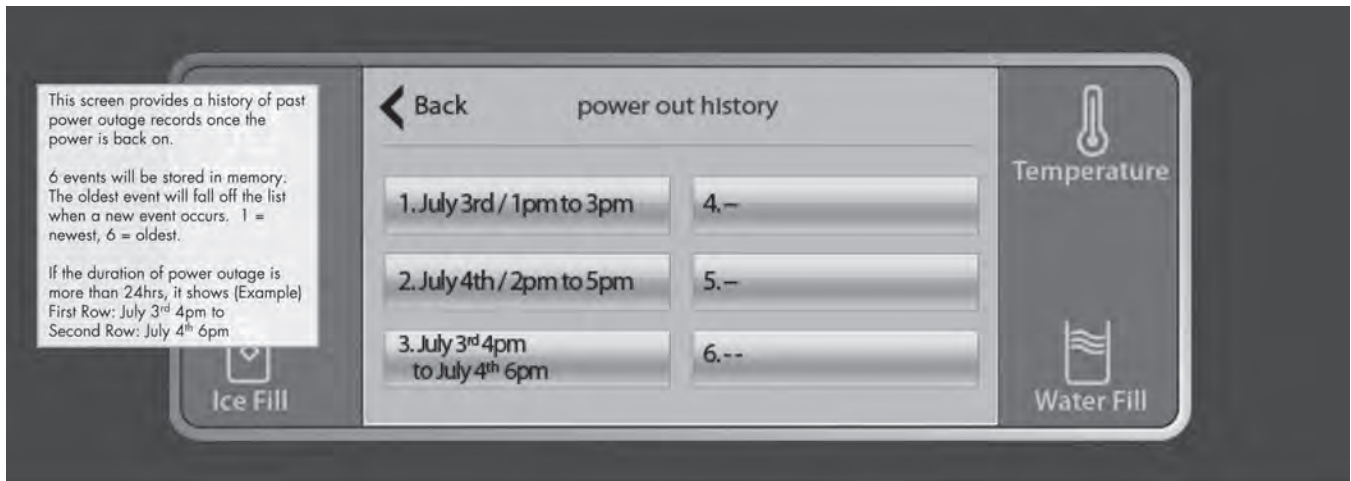 This screen provides a history of past
power outage records once the
power is back on.
6 events will be stored in memory.
The oldest event will fall off the list
when a new event occurs. 1 =
newest, 6 = oldest.
If the duration of power outage is
more than 24hrs, it shows (Example)
First Row: July 3rd 4pm to
Second Row: July 4th 6pm
Ice Fill
Back
power out history
1. July 3rd / 1pm to 3pm
2. July 4th / 2pm to 5pm
3. July 3rd 4pm
to July 4th 6pm
4. –
5. –
6. --
Temperature
Water Fill